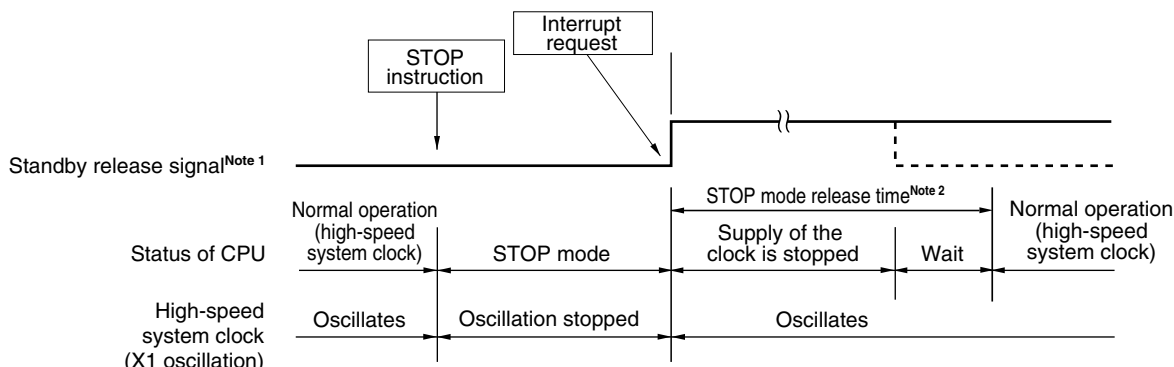 Interrupt
request
STOP
instruction
Standby release signal^Note 1
STOP mode release time^Note 2
Normal operation
(high-speed
system clock)
Normal operation
(high-speed
system clock)
Status of CPU
STOP mode
Supply of the
clock is stopped
Wait
High-speed
system clock
(X1 oscillation)
Oscillates
Oscillation stopped
Oscillates